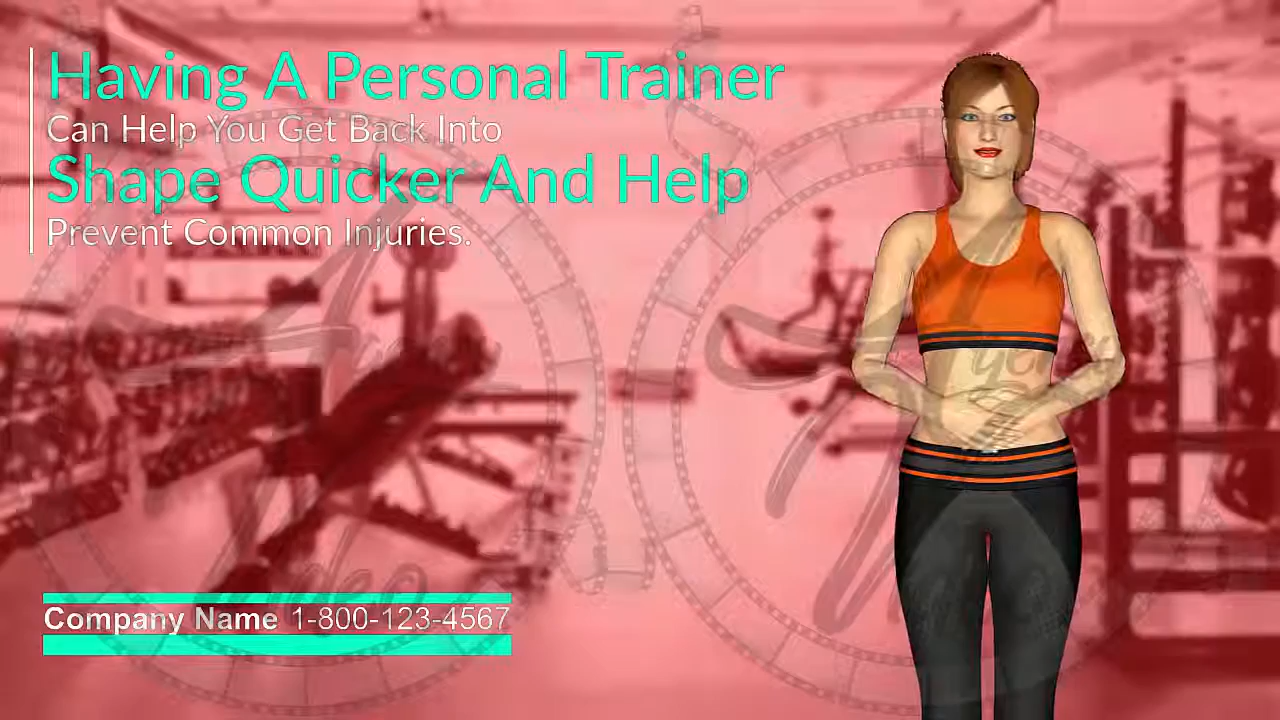 Having A Personal Trainer
Can Help You Get Back Into
Shape Quicker And Help
Prevent Common Injuries.
Company Name 1-800-123-4567